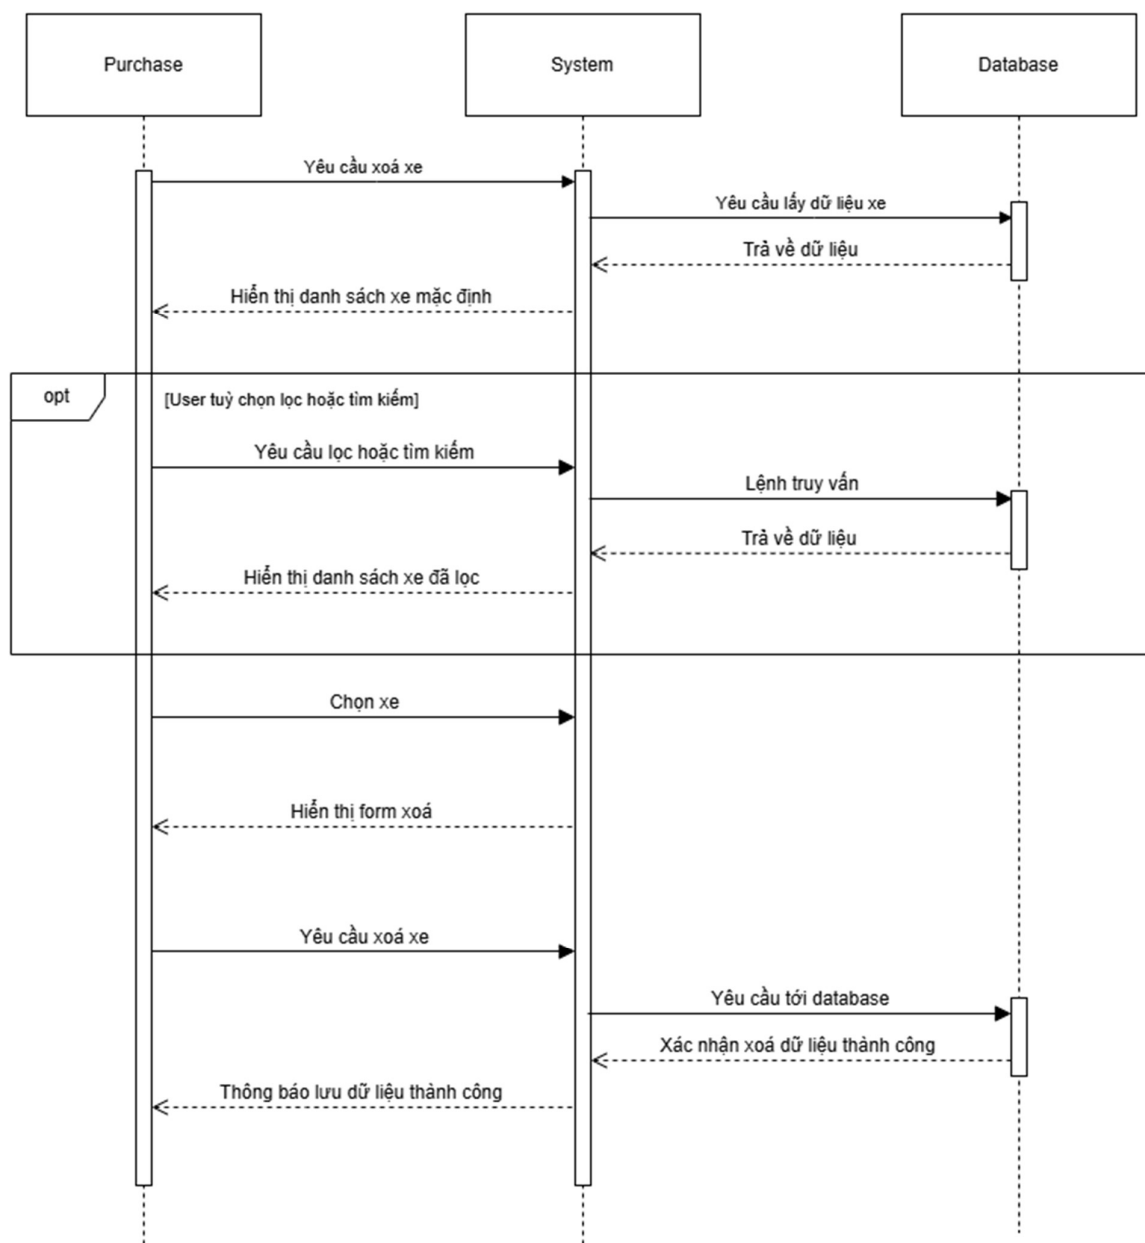 Purchase
System
Database
Yêu cầu xoá xe
Yêu cầu lấy dữ liệu xe
Trả về dữ liệu
Hiển thị danh sách xe mặc định
opt
[User tuỳ chọn lọc hoặc tìm kiếm]
Yêu cầu lọc hoặc tìm kiếm
Lệnh truy vấn
Trả về dữ liệu
Hiển thị danh sách xe đã lọc
Chọn xe
Hiển thị form xoá
Yêu cầu xoá xe
Yêu cầu tới database
Xác nhận xoá dữ liệu thành công
Thông báo lưu dữ liệu thành công